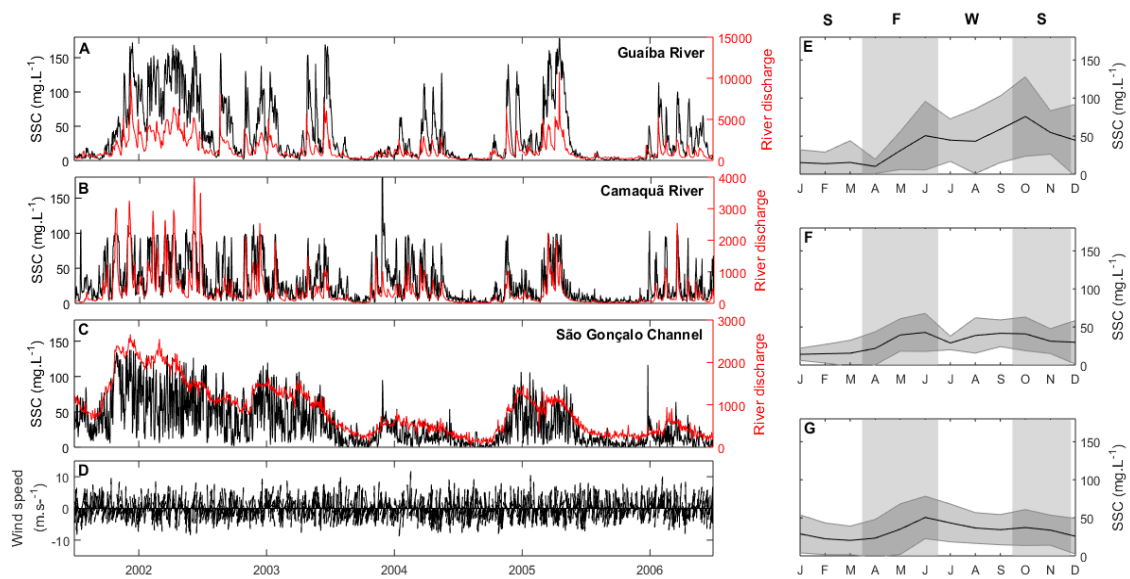 A
Guaíba River
SSC (mg.L⁻¹)
150
100
50
0
15000
10000
5000
0
River discharge
B
Camaquã River
SSC (mg.L⁻¹)
150
100
50
0
4000
3000
2000
1000
0
River discharge
C
São Gonçalo Channel
SSC (mg.L⁻¹)
150
100
50
0
3000
2000
1000
0
River discharge
D
Wind speed
(m.s-⁻¹)
10
0
-10
2002 2003 2004 2005 2006
S F W S
E
150
100
50
0
SSC (mg.L⁻¹)
J F M A M J J A S O N D
F
150
100
50
0
SSC (mg.L⁻¹)
J F M A M J J A S O N D
G
150
100
50
0
SSC (mg.L⁻¹)
J F M A M J J A S O N D